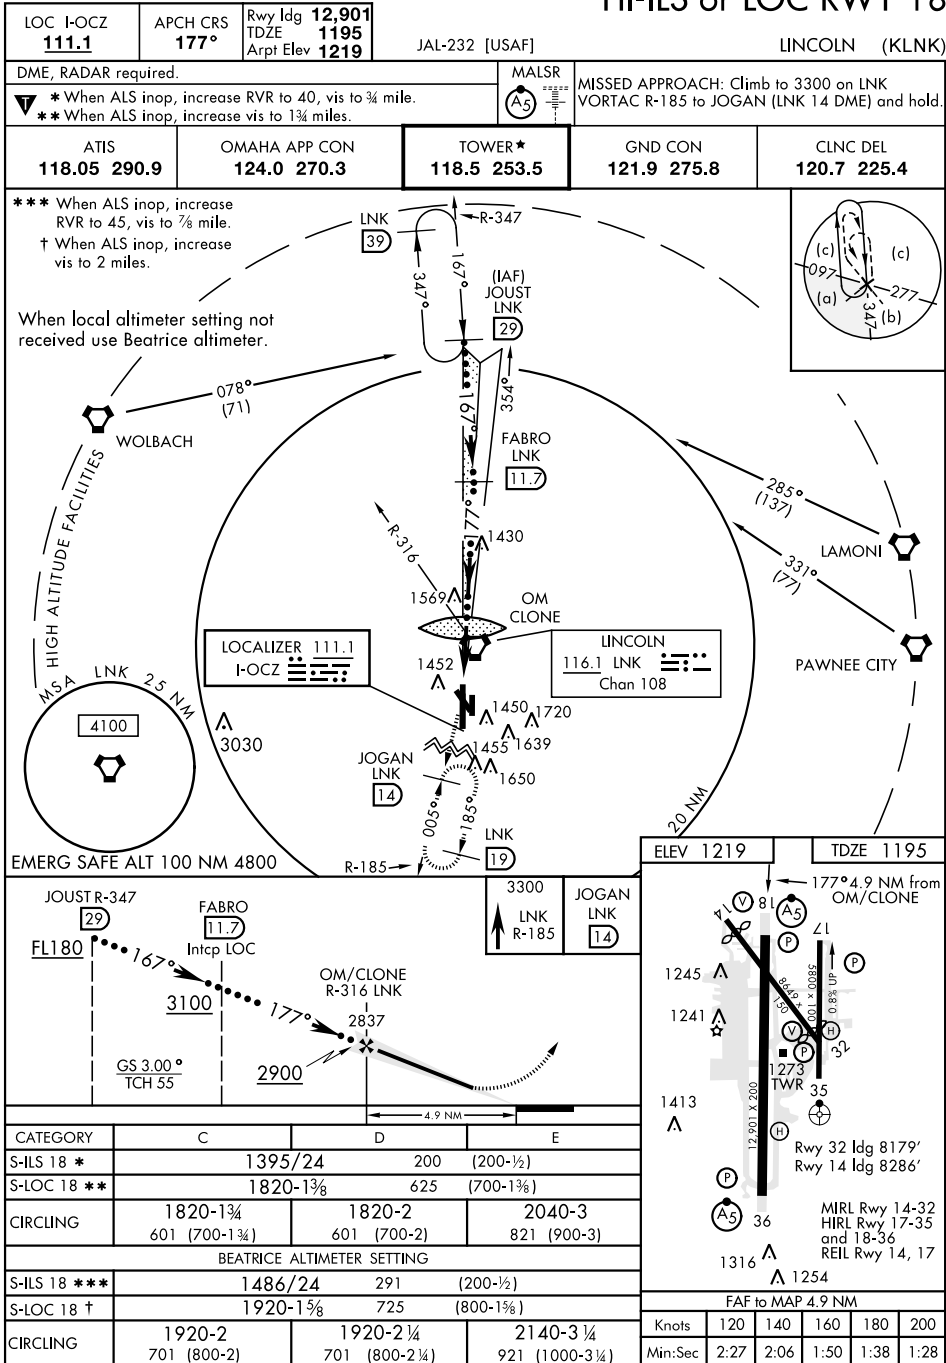 HI-ILS or LOC RWY 18
LOC I-OCZ
111.1
APCH CRS
177°
Rwy ldg 12,901
TDZE 1195
Arpt Elev 1219
JAL-232 [USAF]
LINCOLN (KLNK)
DME, RADAR required.
T
* When ALS inop, increase RVR to 40, vis to ¾ mile.
** When ALS inop, increase vis to 1¾ miles.
MALSR
A5
MISSED APPROACH: Climb to 3300 on LNK
VORTAC R-185 to JOGAN (LNK 14 DME) and hold.
ATIS
118.05 290.9
OMAHA APP CON
124.0 270.3
TOWER★
118.5 253.5
GND CON
121.9 275.8
CLNC DEL
120.7 225.4
*** When ALS inop, increase
RVR to 45, vis to ⅞ mile.
† When ALS inop, increase
vis to 2 miles.
When local altimeter setting not
received use Beatrice altimeter.
LNK
39
R-347
347°
167°
(IAF)
JOUST
LNK
29
(c)
(c)
097
277
(a)
(b)
347
078°
(71)
WOLBACH
167°
354°
FABRO
LNK
11.7
285°
(137)
LAMONI
331°
(77)
PAWNEE CITY
HIGH ALTITUDE FACILITIES
R-316
177°
1430
1569
OM
CLONE
LOCALIZER 111.1
I-OCZ
LINCOLN
116.1 LNK
Chan 108
1452
1450
1720
1455
1639
1650
MSA LNK 25 NM
4100
3030
JOGAN
LNK
14
005°
185°
LNK
19
R-185
20 NM
EMERG SAFE ALT 100 NM 4800
ELEV 1219
TDZE 1195
JOUST R-347
29
FL180
167°
FABRO
11.7
Intcp LOC
3100
177°
OM/CLONE
R-316 LNK
2837
2900
GS 3.00°
TCH 55
4.9 NM
3300
LNK
R-185
JOGAN
LNK
14
177° 4.9 NM from
OM/CLONE
14
V
18
A5
P
17
P
1245
1241
8649 X 150
5800 X 100
0.8% UP
V
H
P
32
1273
TWR
35
1413
12,901 X 200
H
Rwy 32 ldg 8179'
Rwy 14 ldg 8286'
P
A5
36
MIRL Rwy 14-32
HIRL Rwy 17-35
and 18-36
REIL Rwy 14, 17
1316
1254
CATEGORY C D E
S-ILS 18 * 1395/24 200 (200-½)
S-LOC 18 ** 1820-1⅜ 625 (700-1⅜)
CIRCLING
1820-1¾ 1820-2 2040-3
601 (700-1¾) 601 (700-2) 821 (900-3)
BEATRICE ALTIMETER SETTING
S-ILS 18 *** 1486/24 291 (200-½)
S-LOC 18 † 1920-1⅝ 725 (800-1⅝)
CIRCLING
1920-2 1920-2¼ 2140-3¼
701 (800-2) 701 (800-2¼) 921 (1000-3¼)
FAF to MAP 4.9 NM
Knots 120 140 160 180 200
Min:Sec 2:27 2:06 1:50 1:38 1:28